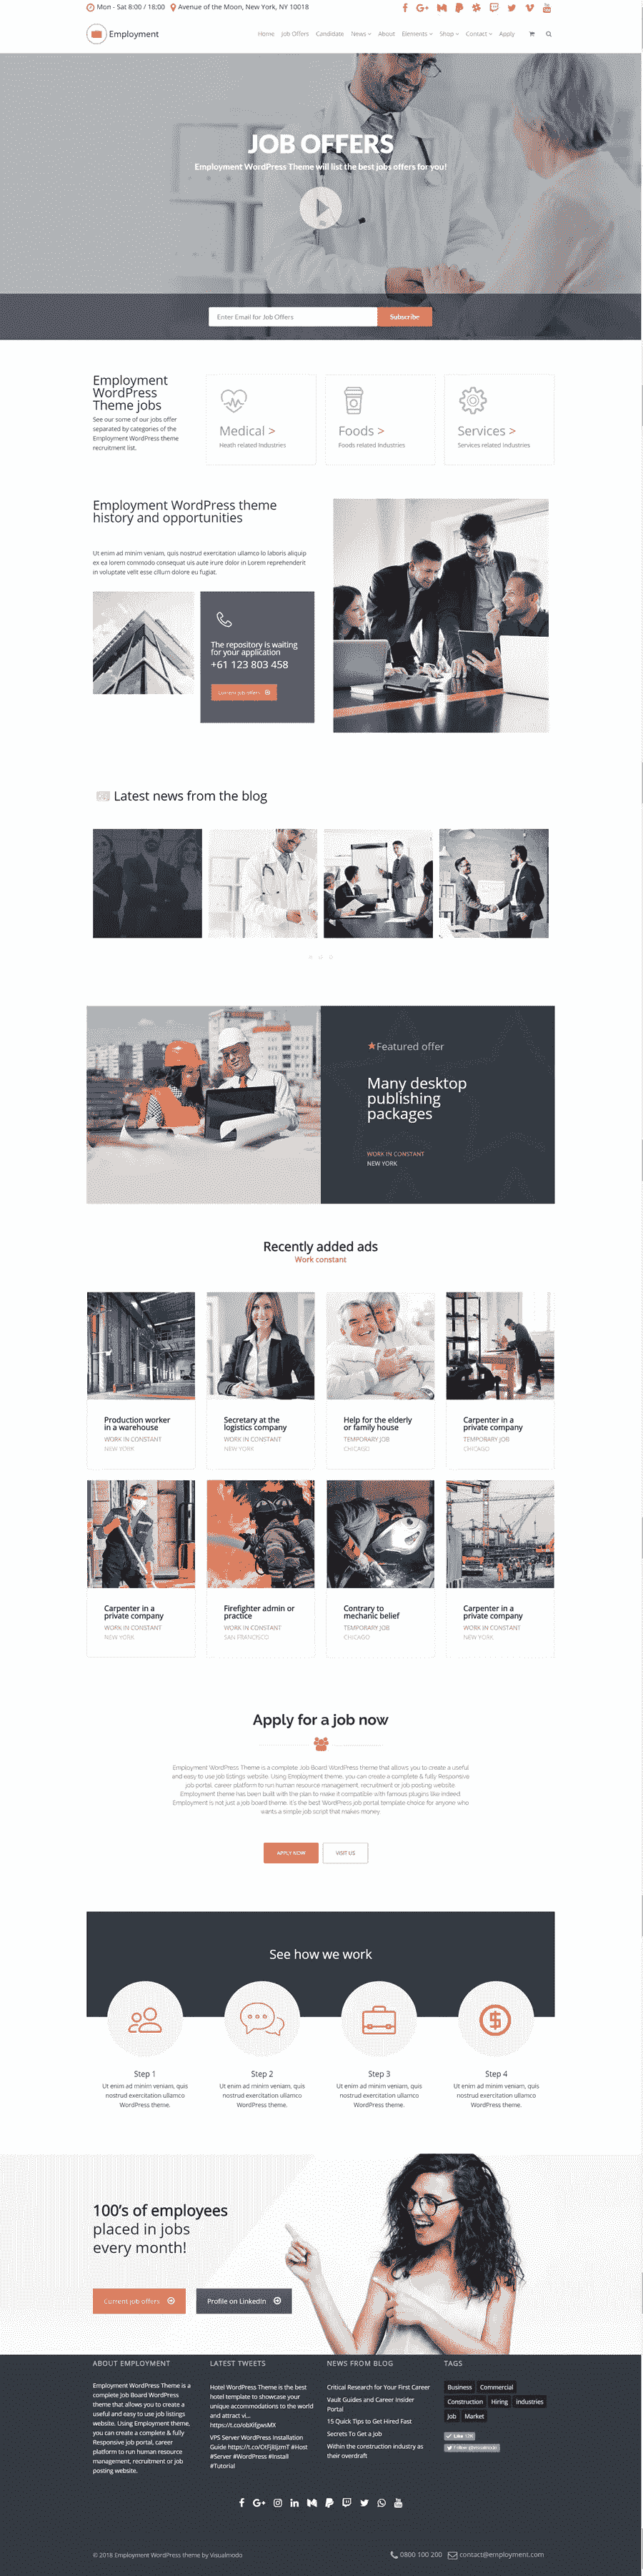 Mon - Sat 8:00 / 18:00 Avenue of the Moon, New York, NY 10018
Employment
Home Job Offers Candidate News About Elements Shop Contact Apply
JOB OFFERS
Employment WordPress Theme will list the best jobs offers for you!
Enter Email for Job Offers
Subscribe
Employment
WordPress
Theme jobs
See our some of our jobs offer
separated by categories of the
Employment WordPress theme
recruitment list.
Medical >
Heath related Industries
Foods >
Foods related Industries
Services >
Services related Industries
Employment WordPress theme
history and opportunities
Ut enim ad minim veniam, quis nostrud exercitation ullamco lo laboris aliquip
ex ea lorem commodo consequat uis aute irure dolor in Lorem reprehenderit
in voluptate velit esse cillum dolore eu fugiat.
The repository is waiting
for your application
+61 123 803 458
Current job offers
Latest news from the blog
Featured offer
Many desktop
publishing
packages
WORK IN CONSTANT
NEW YORK
Recently added ads
Work constant
Production worker
in a warehouse
WORK IN CONSTANT
NEW YORK
Secretary at the
logistics company
WORK IN CONSTANT
NEW YORK
Help for the elderly
or family house
TEMPORARY JOB
CHICAGO
Carpenter in a
private company
TEMPORARY JOB
CHICAGO
Carpenter in a
private company
WORK IN CONSTANT
NEW YORK
Firefighter admin or
practice
WORK IN CONSTANT
SAN FRANCISCO
Contrary to
mechanic belief
TEMPORARY JOB
CHICAGO
Carpenter in a
private company
WORK IN CONSTANT
NEW YORK
Apply for a job now
Employment WordPress Theme is a complete Job Board WordPress theme that allows you to create a useful
and easy to use job listings website. Using Employment theme, you can create a complete & fully Responsive
job portal, career platform to run human resource management, recruitment or job posting website.
Employment theme has been built with the plan to make it compatible with famous plugins like Indeed
Employment is not just a job board theme, it's the best WordPress job portal template choice for anyone who
wants a simple job script that makes money.
APPLY NOW
VISIT US
See how we work
Step 1
Ut enim ad minim veniam, quis
nostrud exercitation ullamco
WordPress theme.
Step 2
Ut enim ad minim veniam, quis
nostrud exercitation ullamco
WordPress theme.
Step 3
Ut enim ad minim veniam, quis
nostrud exercitation ullamco
WordPress theme.
Step 4
Ut enim ad minim veniam, quis
nostrud exercitation ullamco
WordPress theme.
100's of employees
placed in jobs
every month!
Current job offers
Profile on LinkedIn
ABOUT EMPLOYMENT
Employment WordPress Theme is a
complete Job Board WordPress
theme that allows you to create a
useful and easy to use job listings
website. Using Employment theme,
you can create a complete & fully
Responsive job portal, career
platform to run human resource
management, recruitment or job
posting website.
LATEST TWEETS
Hotel WordPress Theme is the best
hotel template to showcase your
unique accommodations to the world
and attract vi...
VPS Server WordPress Installation
#Host
#Server #WordPress #Install
#Tutorial
NEWS FROM BLOG
Critical Research for Your First Career
Vault Guides and Career Insider
Portal
15 Quick Tips to Get Hired Fast
Secrets To Get a Job
Within the construction industry as
their overdraft
TAGS
Business Commercial
Construction Hiring industries
Job Market
© 2018 Employment WordPress theme by Visualmodo
0800 100 200 contact@employment.com